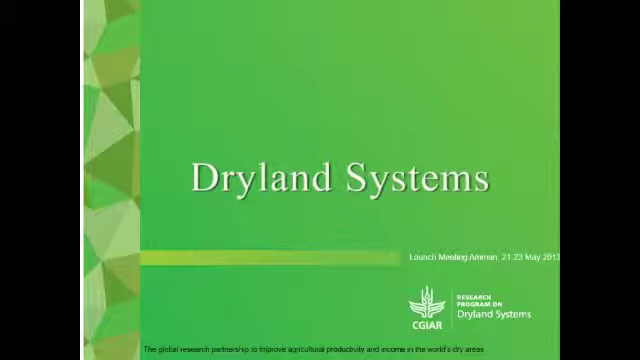 Dryland Systems
Launch Meeting Amman, 21-23 May 2013
RESEARCH
PROGRAM ON
Dryland Systems
CGIAR
The global research partnership to improve agricultural productivity and income in the world's dry areas